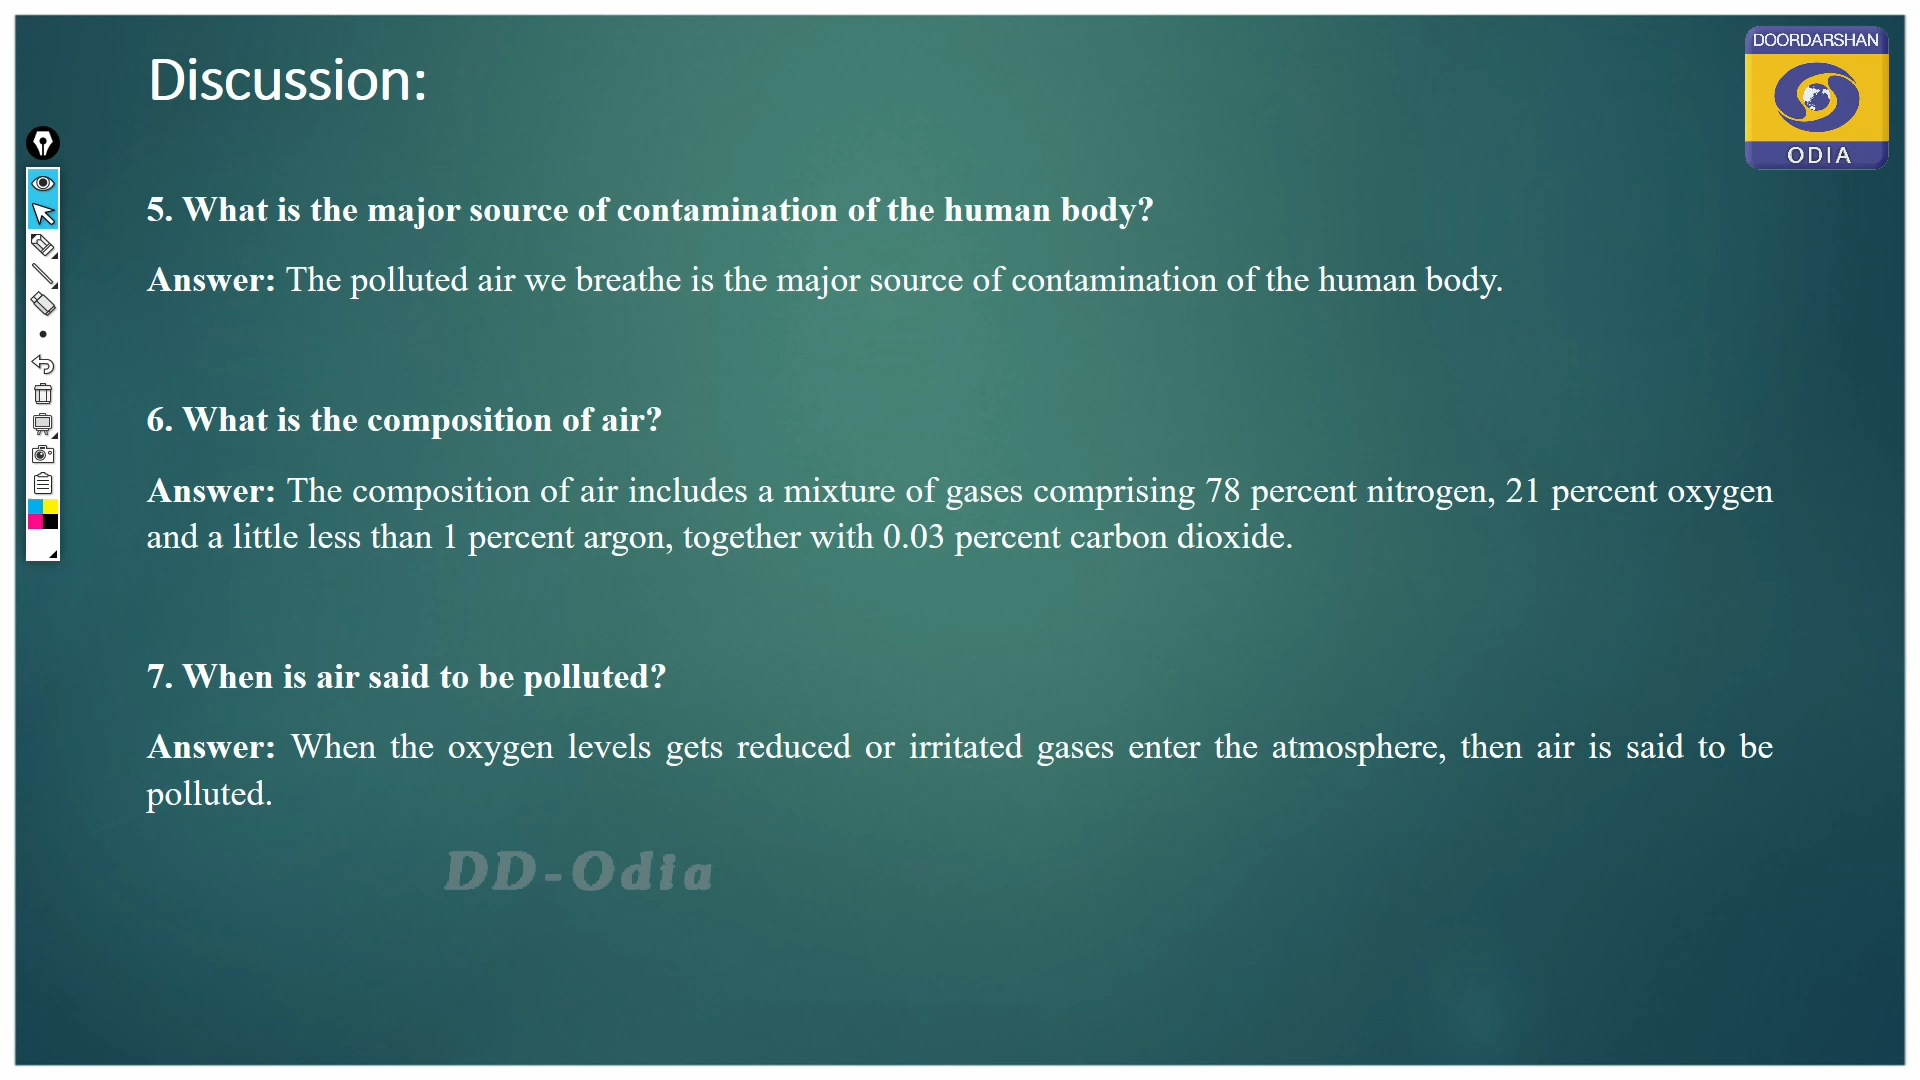 Discussion:
DOORDARSHAN
ODIA
5. What is the major source of contamination of the human body?
Answer: The polluted air we breathe is the major source of contamination of the human body.
6. What is the composition of air?
Answer: The composition of air includes a mixture of gases comprising 78 percent nitrogen, 21 percent oxygen
and a little less than 1 percent argon, together with 0.03 percent carbon dioxide.
7. When is air said to be polluted?
Answer: When the oxygen levels gets reduced or irritated gases enter the atmosphere, then air is said to be
polluted.
DD-Odia